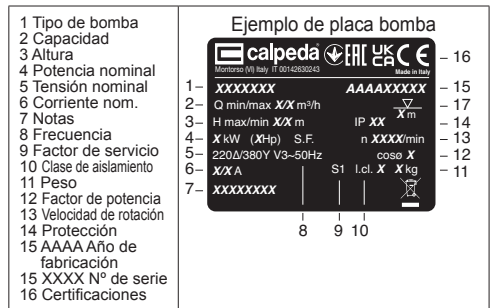 1 Tipo de bomba
2 Capacidad
3 Altura
4 Potencia nominal
5 Tensión nominal
6 Corriente nom.
7 Notas
8 Frecuencia
9 Factor de servicio
10 Clase de aislamiento
11 Peso
12 Factor de potencia
13 Velocidad de rotación
14 Protección
15 AAAA Año de
fabricación
15 XXXX Nº de serie
16 Certificaciones
Ejemplo de placa bomba
calpeda EAC UK CA CE – 16
Montorso (VI) Italy IT 00142630243 Made in Italy
1– XXXXXXX AAAAXXXXX – 15
2– Q min/max X/X m³/h X m – 17
3– H max/min X/X m IP XX – 14
4– X kW (XHp) S.F. n XXXX/min – 13
5– 220Δ/380Y V3~50Hz cosø X – 12
6– X/X A S1 I.cl. X X kg – 11
7– XXXXXXXX
8 9 10